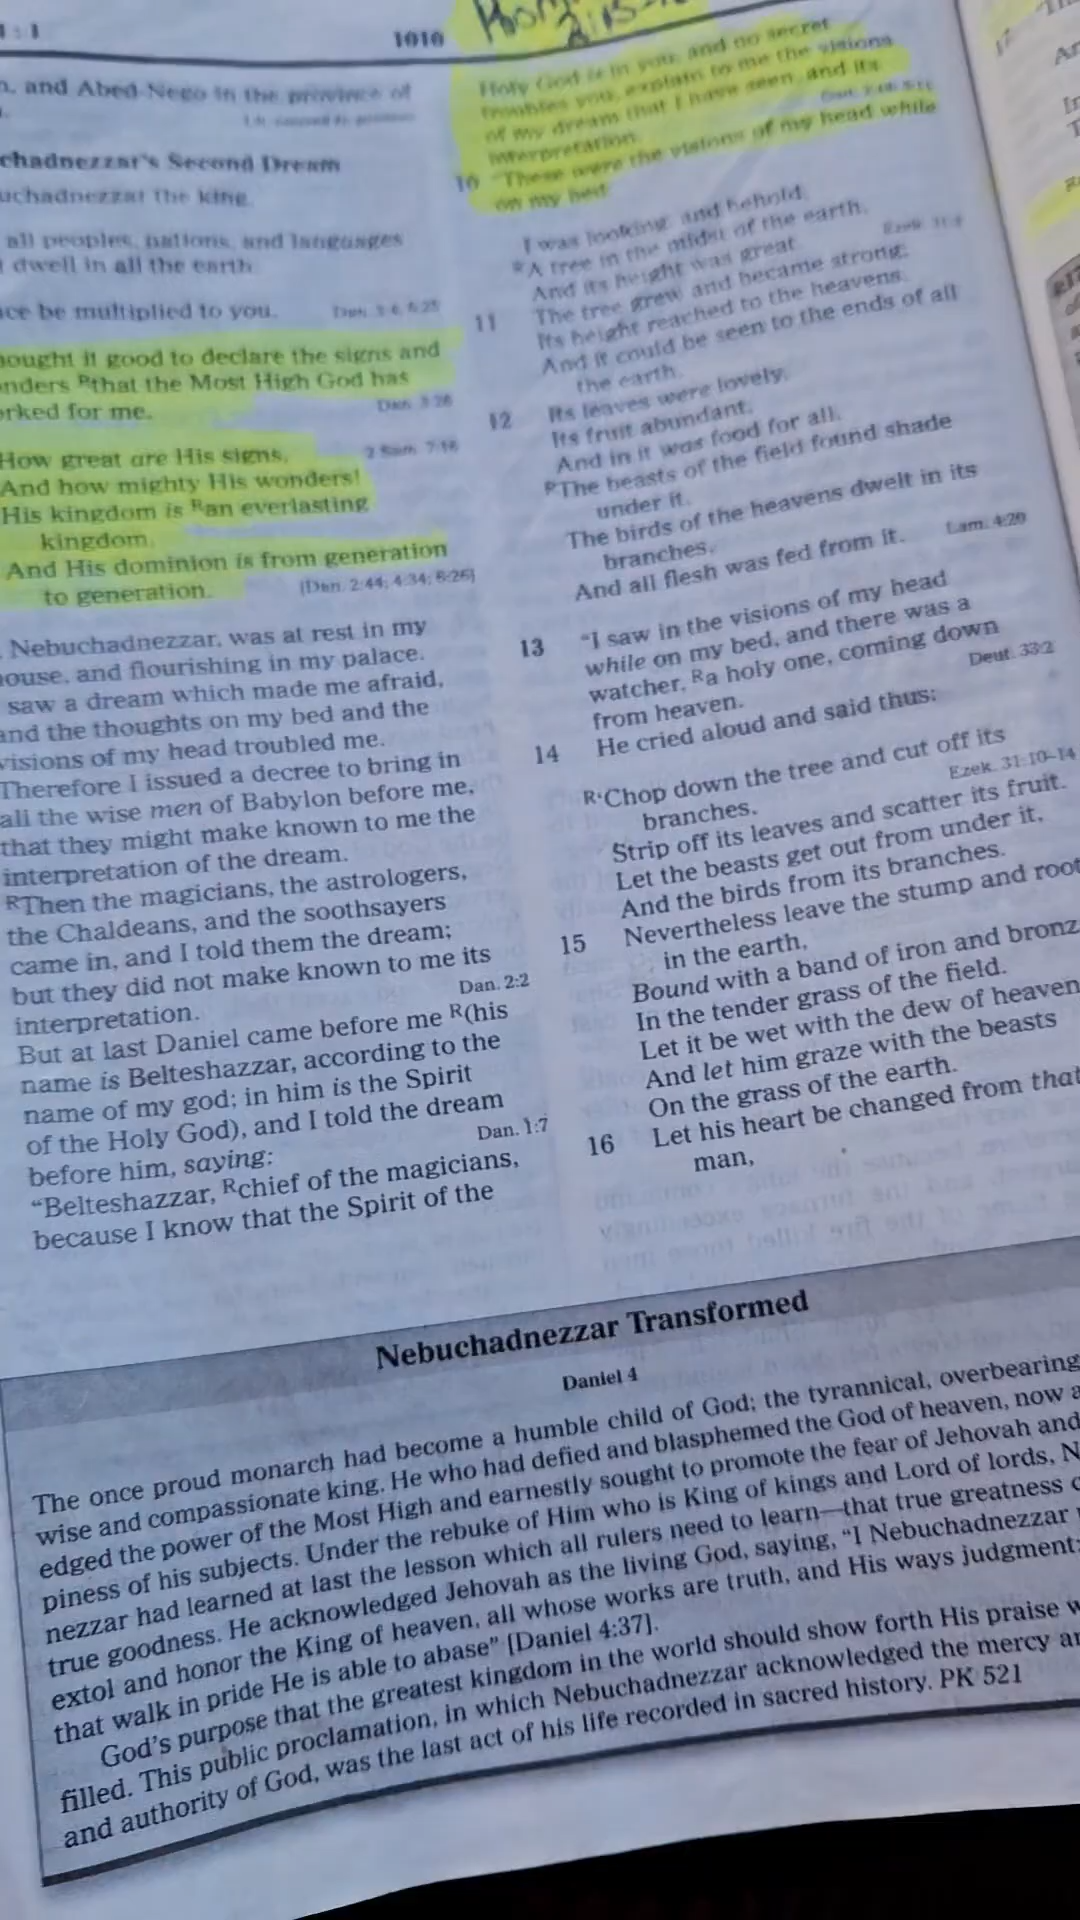 4:1
1010
Rom 2:15
n, and Abed-Nego in the province of
chadnezzar's Second Dream
uchadnezzar the king,
all peoples, nations, and languages
dwell in all the earth
ce be multiplied to you.
ought it good to declare the signs and
nders Rthat the Most High God has
orked for me. Dan. 3:26
How great are His signs, 2 Sam. 7:16
And how mighty His wonders!
His kingdom is Ran everlasting
kingdom,
And His dominion is from generation
to generation. [Dan. 2:44; 4:34; 6:26]
Nebuchadnezzar, was at rest in my
ouse, and flourishing in my palace.
saw a dream which made me afraid,
and the thoughts on my bed and the
visions of my head troubled me.
Therefore I issued a decree to bring in
all the wise men of Babylon before me,
that they might make known to me the
interpretation of the dream.
RThen the magicians, the astrologers,
the Chaldeans, and the soothsayers
came in, and I told them the dream;
but they did not make known to me its
interpretation. Dan. 2:2
But at last Daniel came before me R(his
name is Belteshazzar, according to the
name of my god; in him is the Spirit
of the Holy God), and I told the dream
before him, saying: Dan. 1:7
"Belteshazzar, Rchief of the magicians,
because I know that the Spirit of the
Holy God is in you, and no secret
troubles you, explain to me the visions
of my dream that I have seen, and its
interpretation.
10 "These were the visions of my head while
on my bed:
I was looking, and behold,
RA tree in the midst of the earth,
And its height was great. Ezek. 31:3
11 The tree grew and became strong;
Its height reached to the heavens,
And it could be seen to the ends of all
the earth.
12 Its leaves were lovely,
Its fruit abundant,
And in it was food for all.
RThe beasts of the field found shade
under it,
The birds of the heavens dwelt in its
branches,
And all flesh was fed from it. Lam. 4:20
13 "I saw in the visions of my head
while on my bed, and there was a
watcher, Ra holy one, coming down
from heaven. Deut. 33:2
14 He cried aloud and said thus:
R'Chop down the tree and cut off its
branches, Ezek. 31:10–14
Strip off its leaves and scatter its fruit.
Let the beasts get out from under it,
And the birds from its branches.
15 Nevertheless leave the stump and root
in the earth,
Bound with a band of iron and bronz
In the tender grass of the field.
Let it be wet with the dew of heaven
And let him graze with the beasts
On the grass of the earth.
16 Let his heart be changed from that
man,
Nebuchadnezzar Transformed
Daniel 4
The once proud monarch had become a humble child of God; the tyrannical, overbearing
wise and compassionate king. He who had defied and blasphemed the God of heaven, now a
edged the power of the Most High and earnestly sought to promote the fear of Jehovah and
piness of his subjects. Under the rebuke of Him who is King of kings and Lord of lords, N
nezzar had learned at last the lesson which all rulers need to learn—that true greatness c
true goodness. He acknowledged Jehovah as the living God, saying, "I Nebuchadnezzar
extol and honor the King of heaven, all whose works are truth, and His ways judgment:
that walk in pride He is able to abase" [Daniel 4:37].
God's purpose that the greatest kingdom in the world should show forth His praise w
filled. This public proclamation, in which Nebuchadnezzar acknowledged the mercy an
and authority of God, was the last act of his life recorded in sacred history. PK 521